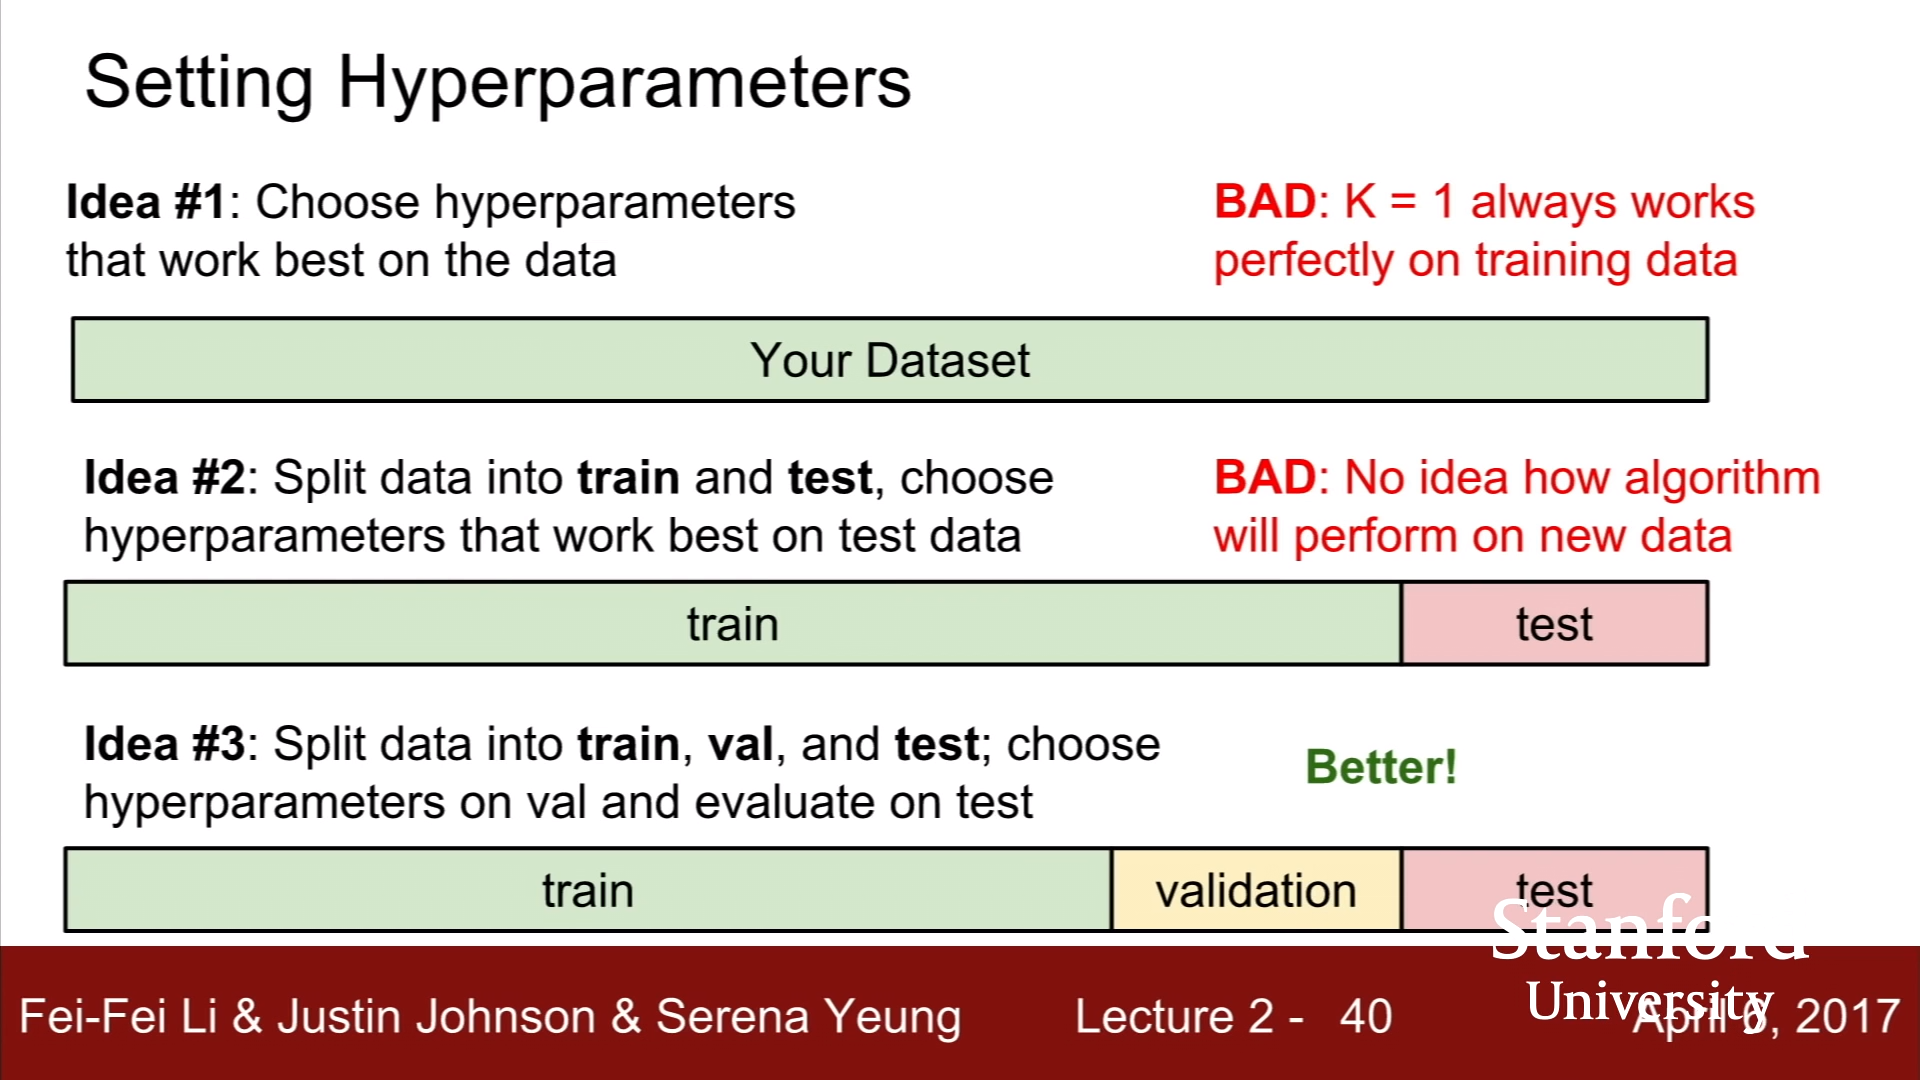 Setting Hyperparameters
Idea #1: Choose hyperparameters
that work best on the data
BAD: K = 1 always works
perfectly on training data
Your Dataset
Idea #2: Split data into train and test, choose
hyperparameters that work best on test data
BAD: No idea how algorithm
will perform on new data
train
test
Idea #3: Split data into train, val, and test; choose
hyperparameters on val and evaluate on test
Better!
train
validation
test
Stanford
University
Fei-Fei Li & Justin Johnson & Serena Yeung
Lecture 2 - 40
April 6, 2017